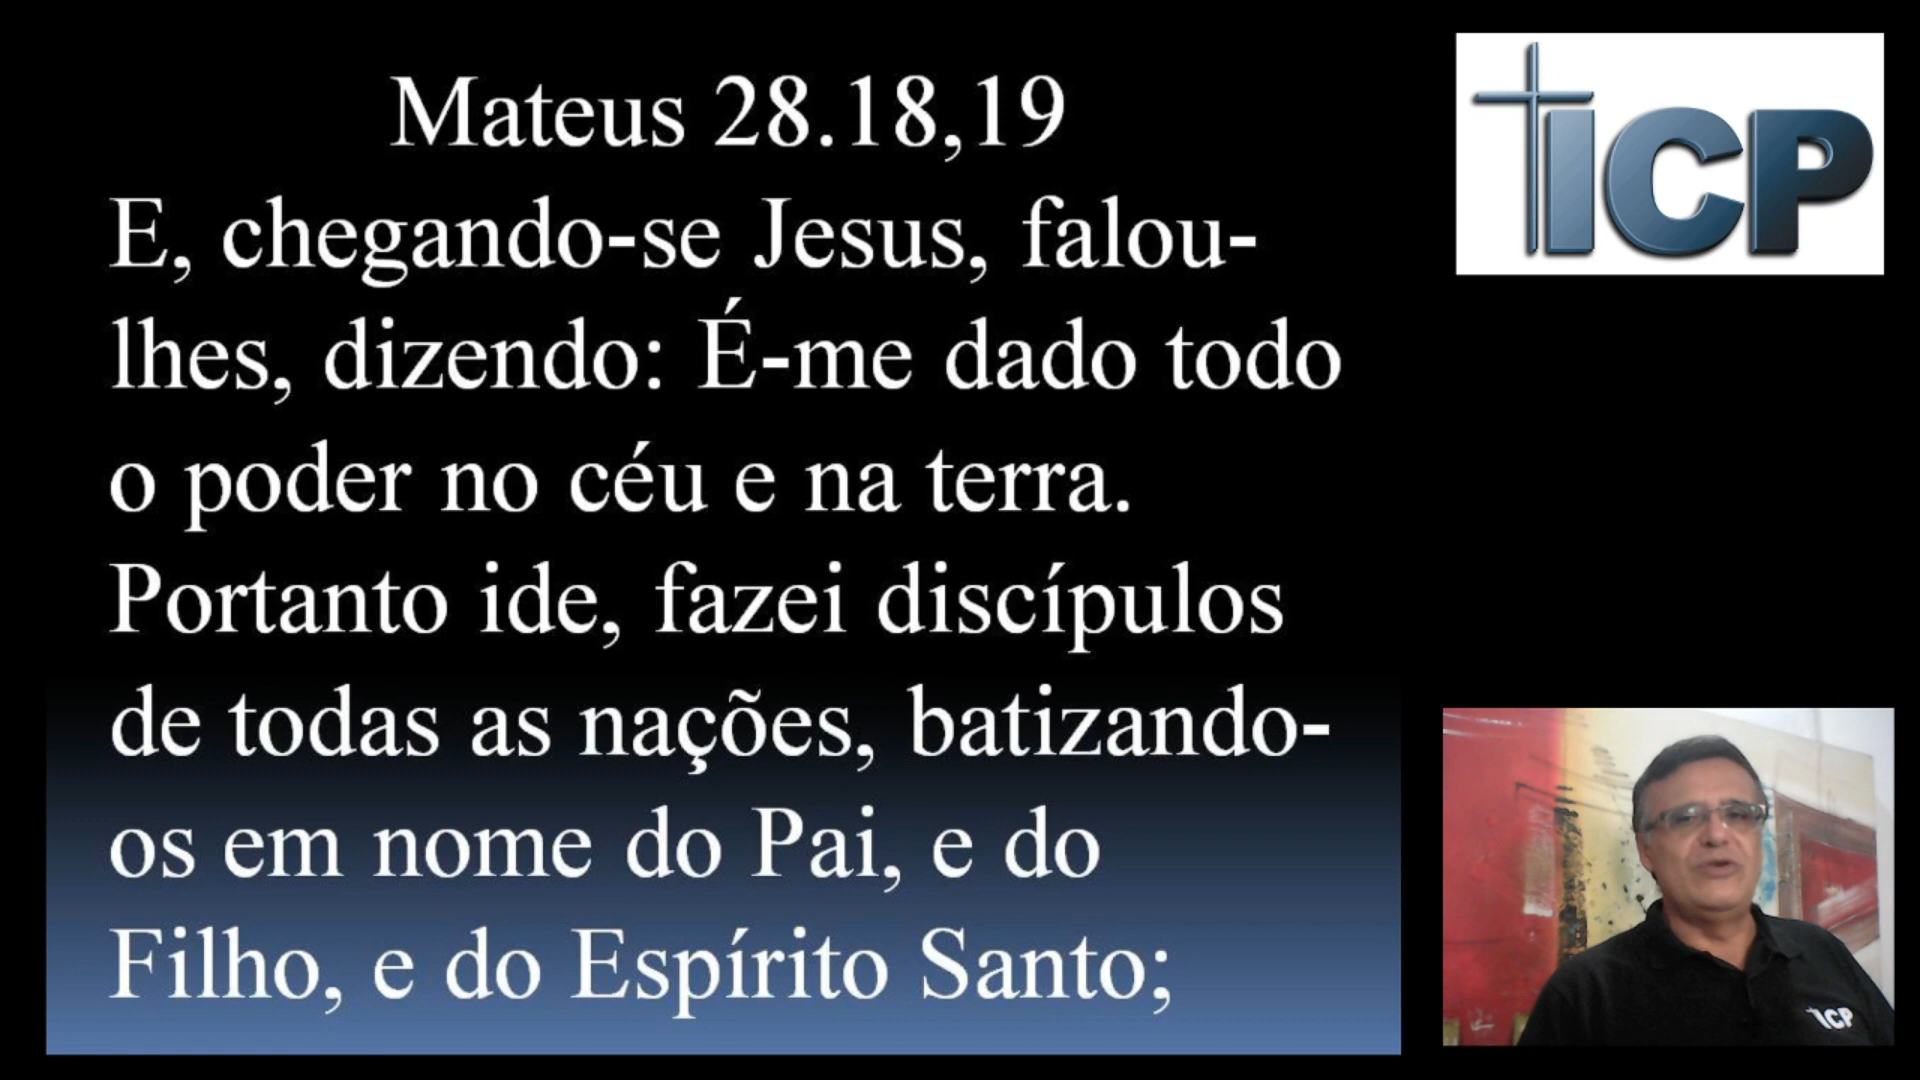 Mateus 28.18,19
E, chegando-se Jesus, falou-
lhes, dizendo: É-me dado todo
o poder no céu e na terra.
Portanto ide, fazei discípulos
de todas as nações, batizando-
os em nome do Pai, e do
Filho, e do Espírito Santo;
ICP
ICP